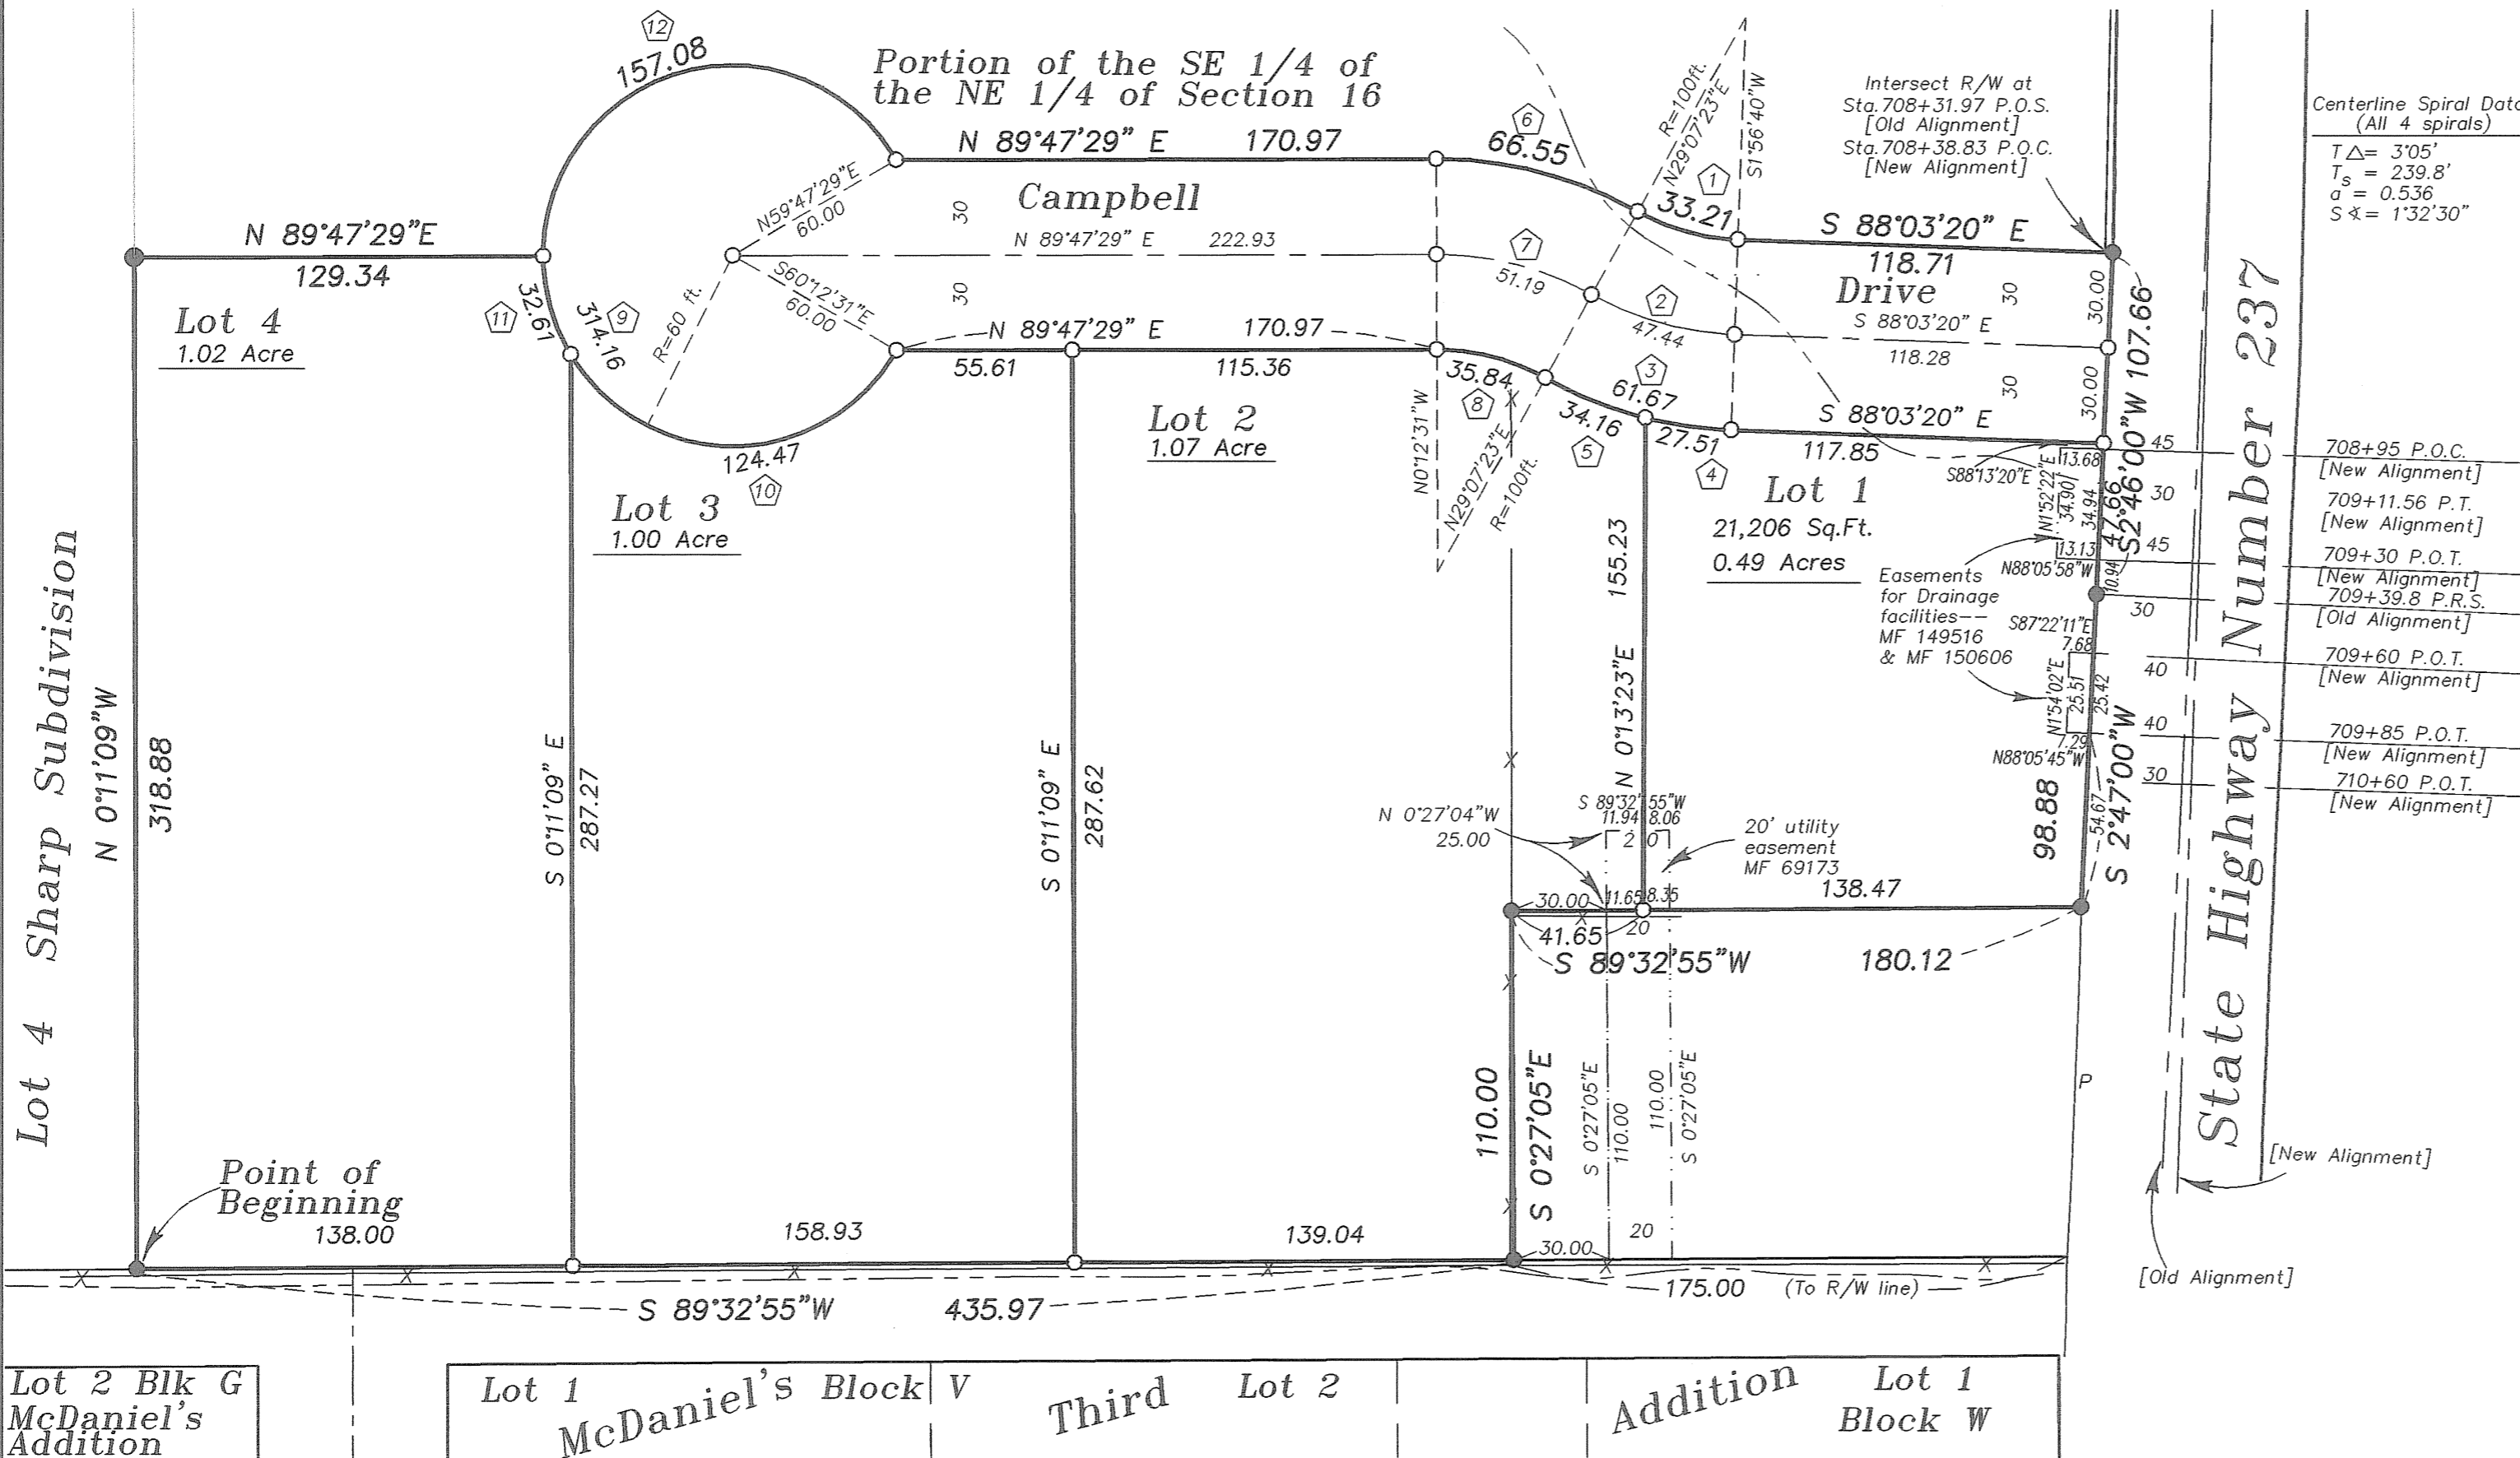 12
157.08
Portion of the SE 1/4 of
the NE 1/4 of Section 16
N 89°47'29" E 170.97
6
66.55
R=100ft.
N29°07'23"E
S1°56'40"W
1
33.21
Intersect R/W at
Sta.708+31.97 P.O.S.
[Old Alignment]
Sta.708+38.83 P.O.C.
[New Alignment]
Centerline Spiral Data
(All 4 spirals)
T△= 3°05'
Ts = 239.8'
a = 0.536
S∡= 1°32'30"
N 89°47'29"E
129.34
N59°47'29"E
60.00
30
Campbell
N 89°47'29" E 222.93
7
51.19
S 88°03'20" E
118.71
Drive
30
30.00
S2°46'00"W 107.66
State Highway Number 237
Lot 4
1.02 Acre
11
32.61
9
314.16
R=60 ft.
S60°12'31"E
60.00
30
N 89°47'29" E 170.97
55.61
115.36
2
47.44
S 88°03'20" E
118.28
30
30.00
35.84
8
3
61.67
34.16
5
27.51
4
S 88°03'20" E
117.85
N0°12'31"W
N29°07'23"E
R=100ft.
Lot 2
1.07 Acre
124.47
10
Lot 3
1.00 Acre
Lot 1
21,206 Sq.Ft.
0.49 Acres
S88°13'20"E
13.68
N1°52'22"E
34.90
34.94
47.66
13.13
N88°05'58"W
10.94
45
30
45
30
40
40
30
708+95 P.O.C.
[New Alignment]
709+11.56 P.T.
[New Alignment]
709+30 P.O.T.
[New Alignment]
709+39.8 P.R.S.
[Old Alignment]
709+60 P.O.T.
[New Alignment]
709+85 P.O.T.
[New Alignment]
710+60 P.O.T.
[New Alignment]
Easements
for Drainage
facilities--
MF 149516
& MF 150606
S87°22'11"E
7.68
N1°54'02"E
25.51
25.42
7.29
N88°05'45"W
54.67
98.88
S 2°47'00"W
155.23
N 0°13'23"E
Lot 4 Sharp Subdivision
N 0°11'09"W
318.88
S 0°11'09" E
287.27
S 0°11'09" E
287.62
N 0°27'04"W
25.00
S 89°32'55"W
11.94 8.06
20
20' utility
easement
MF 69173
138.47
30.00
11.65
8.35
41.65
20
S 89°32'55"W 180.12
110.00
S 0°27'05"E
S 0°27'05"E
110.00
110.00
S 0°27'05"E
P
[New Alignment]
[Old Alignment]
Point of
Beginning
138.00
158.93
139.04
30.00
20
S 89°32'55"W 435.97
175.00 (To R/W line)
Lot 2 Blk G
McDaniel's
Addition
Lot 1
McDaniel's Block V
Third
Lot 2
Addition
Lot 1
Block W